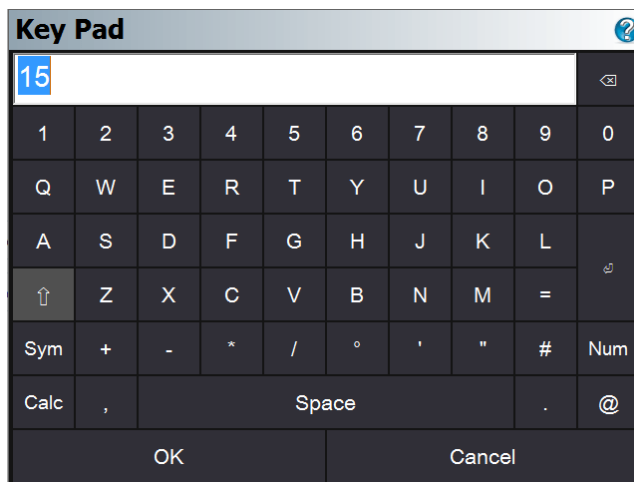 Key Pad ?
15
1 2 3 4 5 6 7 8 9 0
Q W E R T Y U I O P
A S D F G H J K L
Z X C V B N M =
Sym + - * / ° ' " # Num
Calc , Space . @
OK Cancel